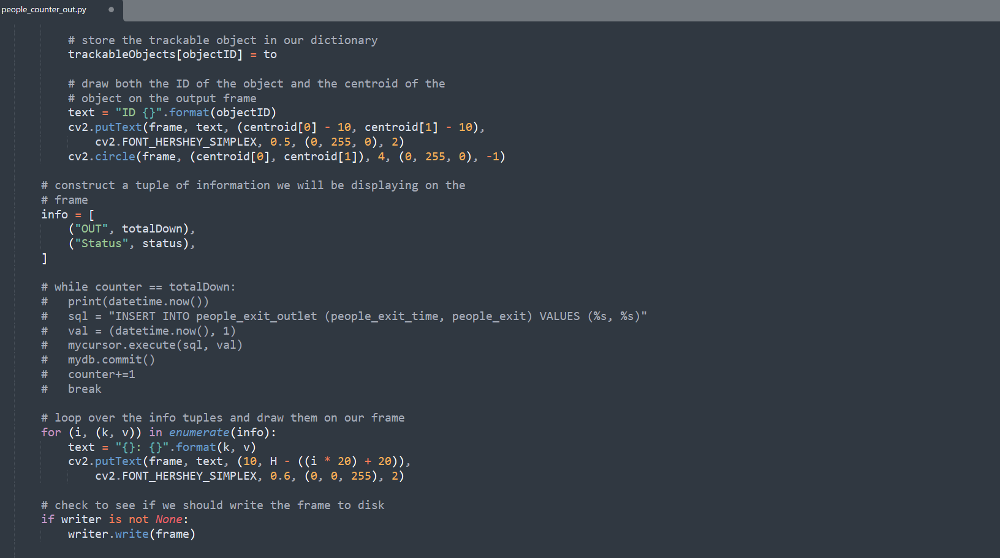 people_counter_out.py
# store the trackable object in our dictionary
trackableObjects[objectID] = to
# draw both the ID of the object and the centroid of the
# object on the output frame
text = "ID {}".format(objectID)
cv2.putText(frame, text, (centroid[0] - 10, centroid[1] - 10),
cv2.FONT_HERSHEY_SIMPLEX, 0.5, (0, 255, 0), 2)
cv2.circle(frame, (centroid[0], centroid[1]), 4, (0, 255, 0), -1)
# construct a tuple of information we will be displaying on the
# frame
info = [
("OUT", totalDown),
("Status", status),
]
# while counter == totalDown:
#   print(datetime.now())
#   sql = "INSERT INTO people_exit_outlet (people_exit_time, people_exit) VALUES (%s, %s)"
#   val = (datetime.now(), 1)
#   mycursor.execute(sql, val)
#   mydb.commit()
#   counter+=1
#   break
# loop over the info tuples and draw them on our frame
for (i, (k, v)) in enumerate(info):
text = "{}: {}".format(k, v)
cv2.putText(frame, text, (10, H - ((i * 20) + 20)),
cv2.FONT_HERSHEY_SIMPLEX, 0.6, (0, 0, 255), 2)
# check to see if we should write the frame to disk
if writer is not None:
writer.write(frame)